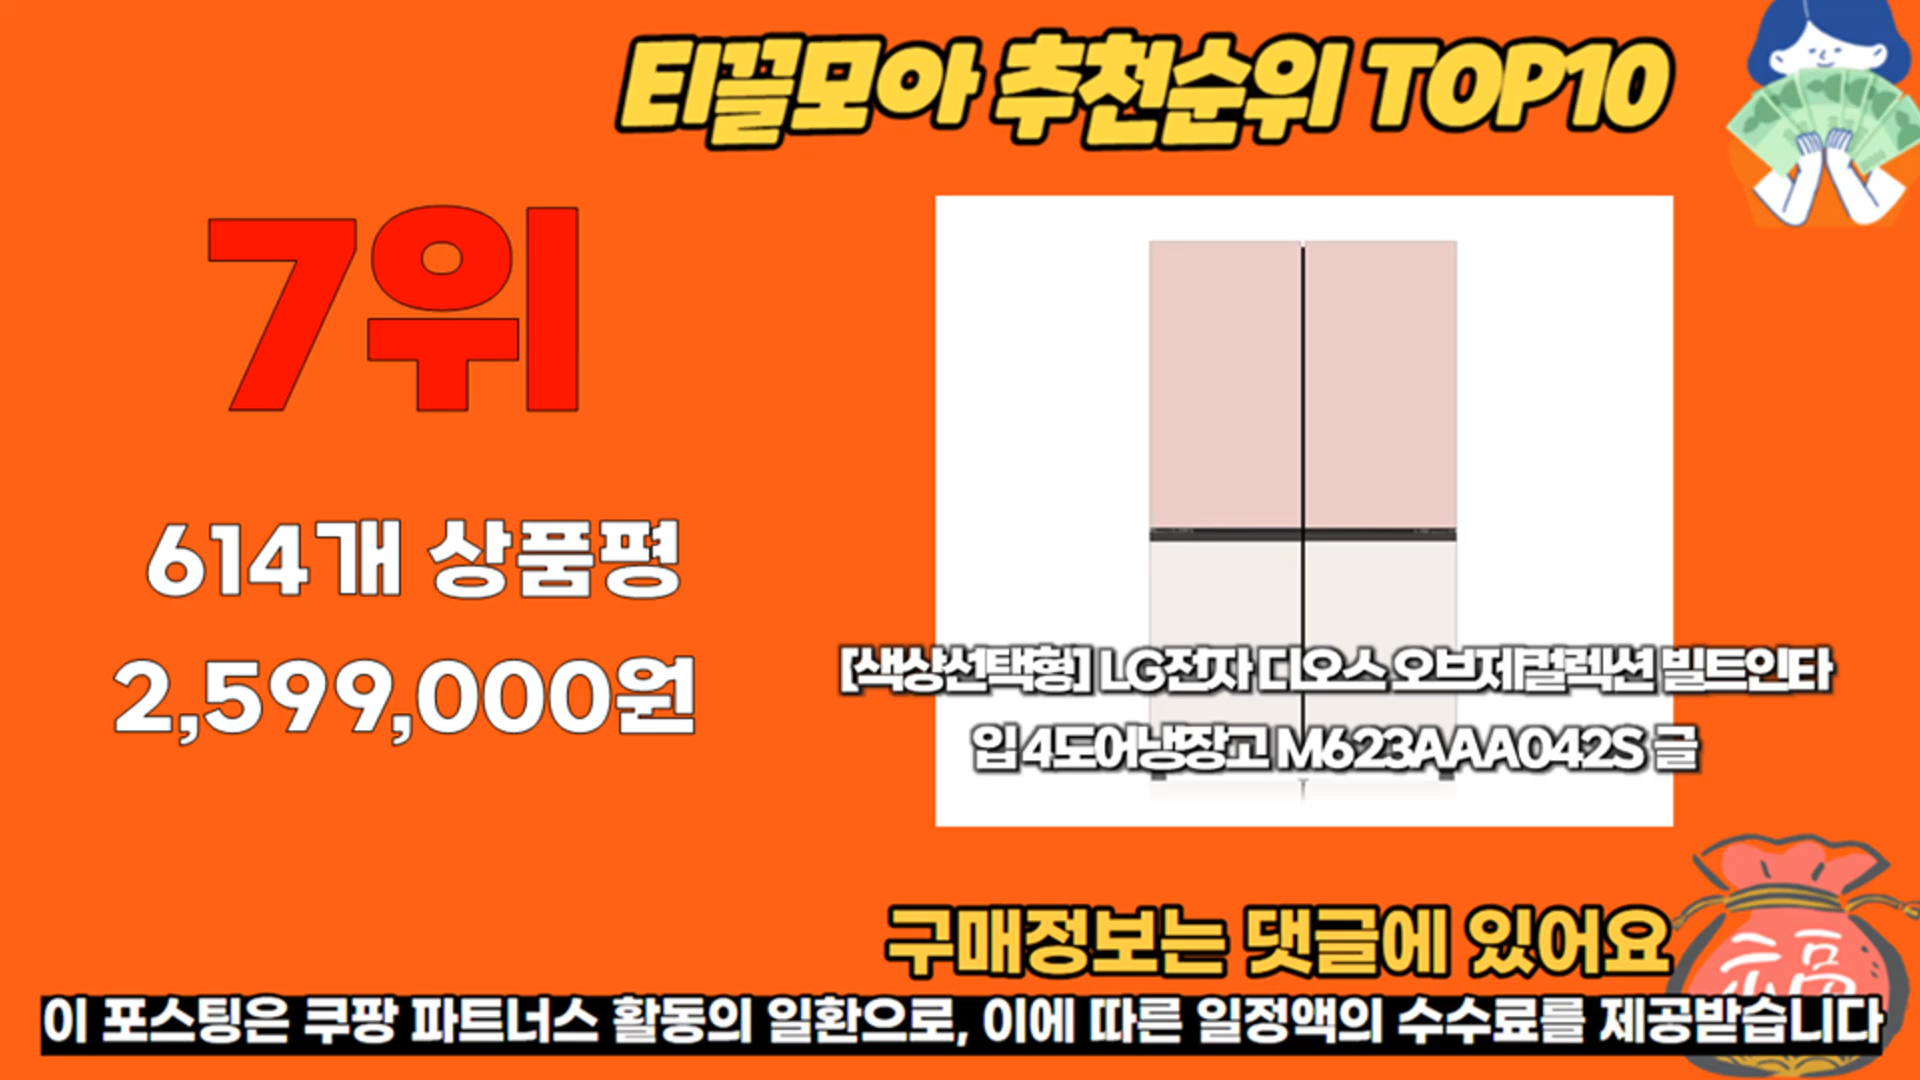 티끌모아 추천순위 TOP10
7위
614개 상품평
2,599,000원
[색상선택형] LG전자 디오스 오브제컬렉션 빌트인타
입 4도어냉장고 M623AAA042S 글
구매정보는 댓글에 있어요
福
이 포스팅은 쿠팡 파트너스 활동의 일환으로, 이에 따른 일정액의 수수료를 제공받습니다